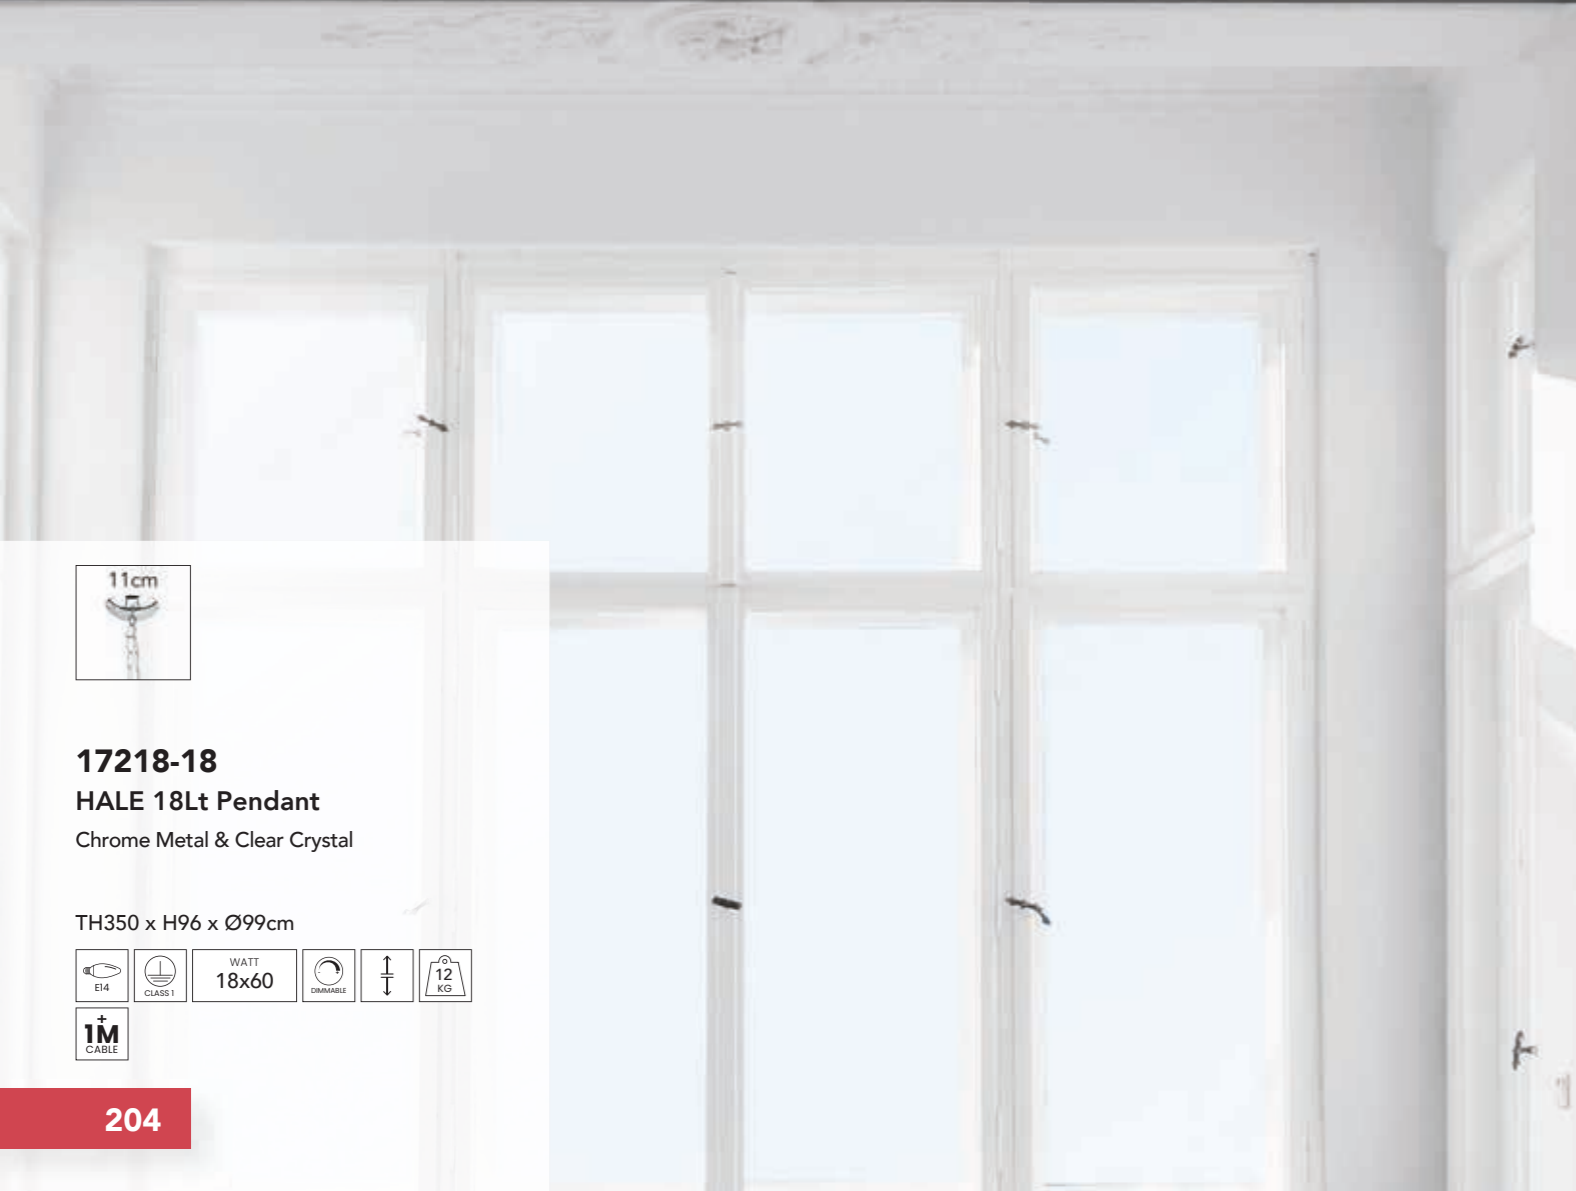 11cm
17218-18
HALE 18Lt Pendant
Chrome Metal & Clear Crystal
TH350 x H96 x Ø99cm
E14
CLASS 1
WATT
18x60
DIMMABLE
12
KG
+
1M
CABLE
204